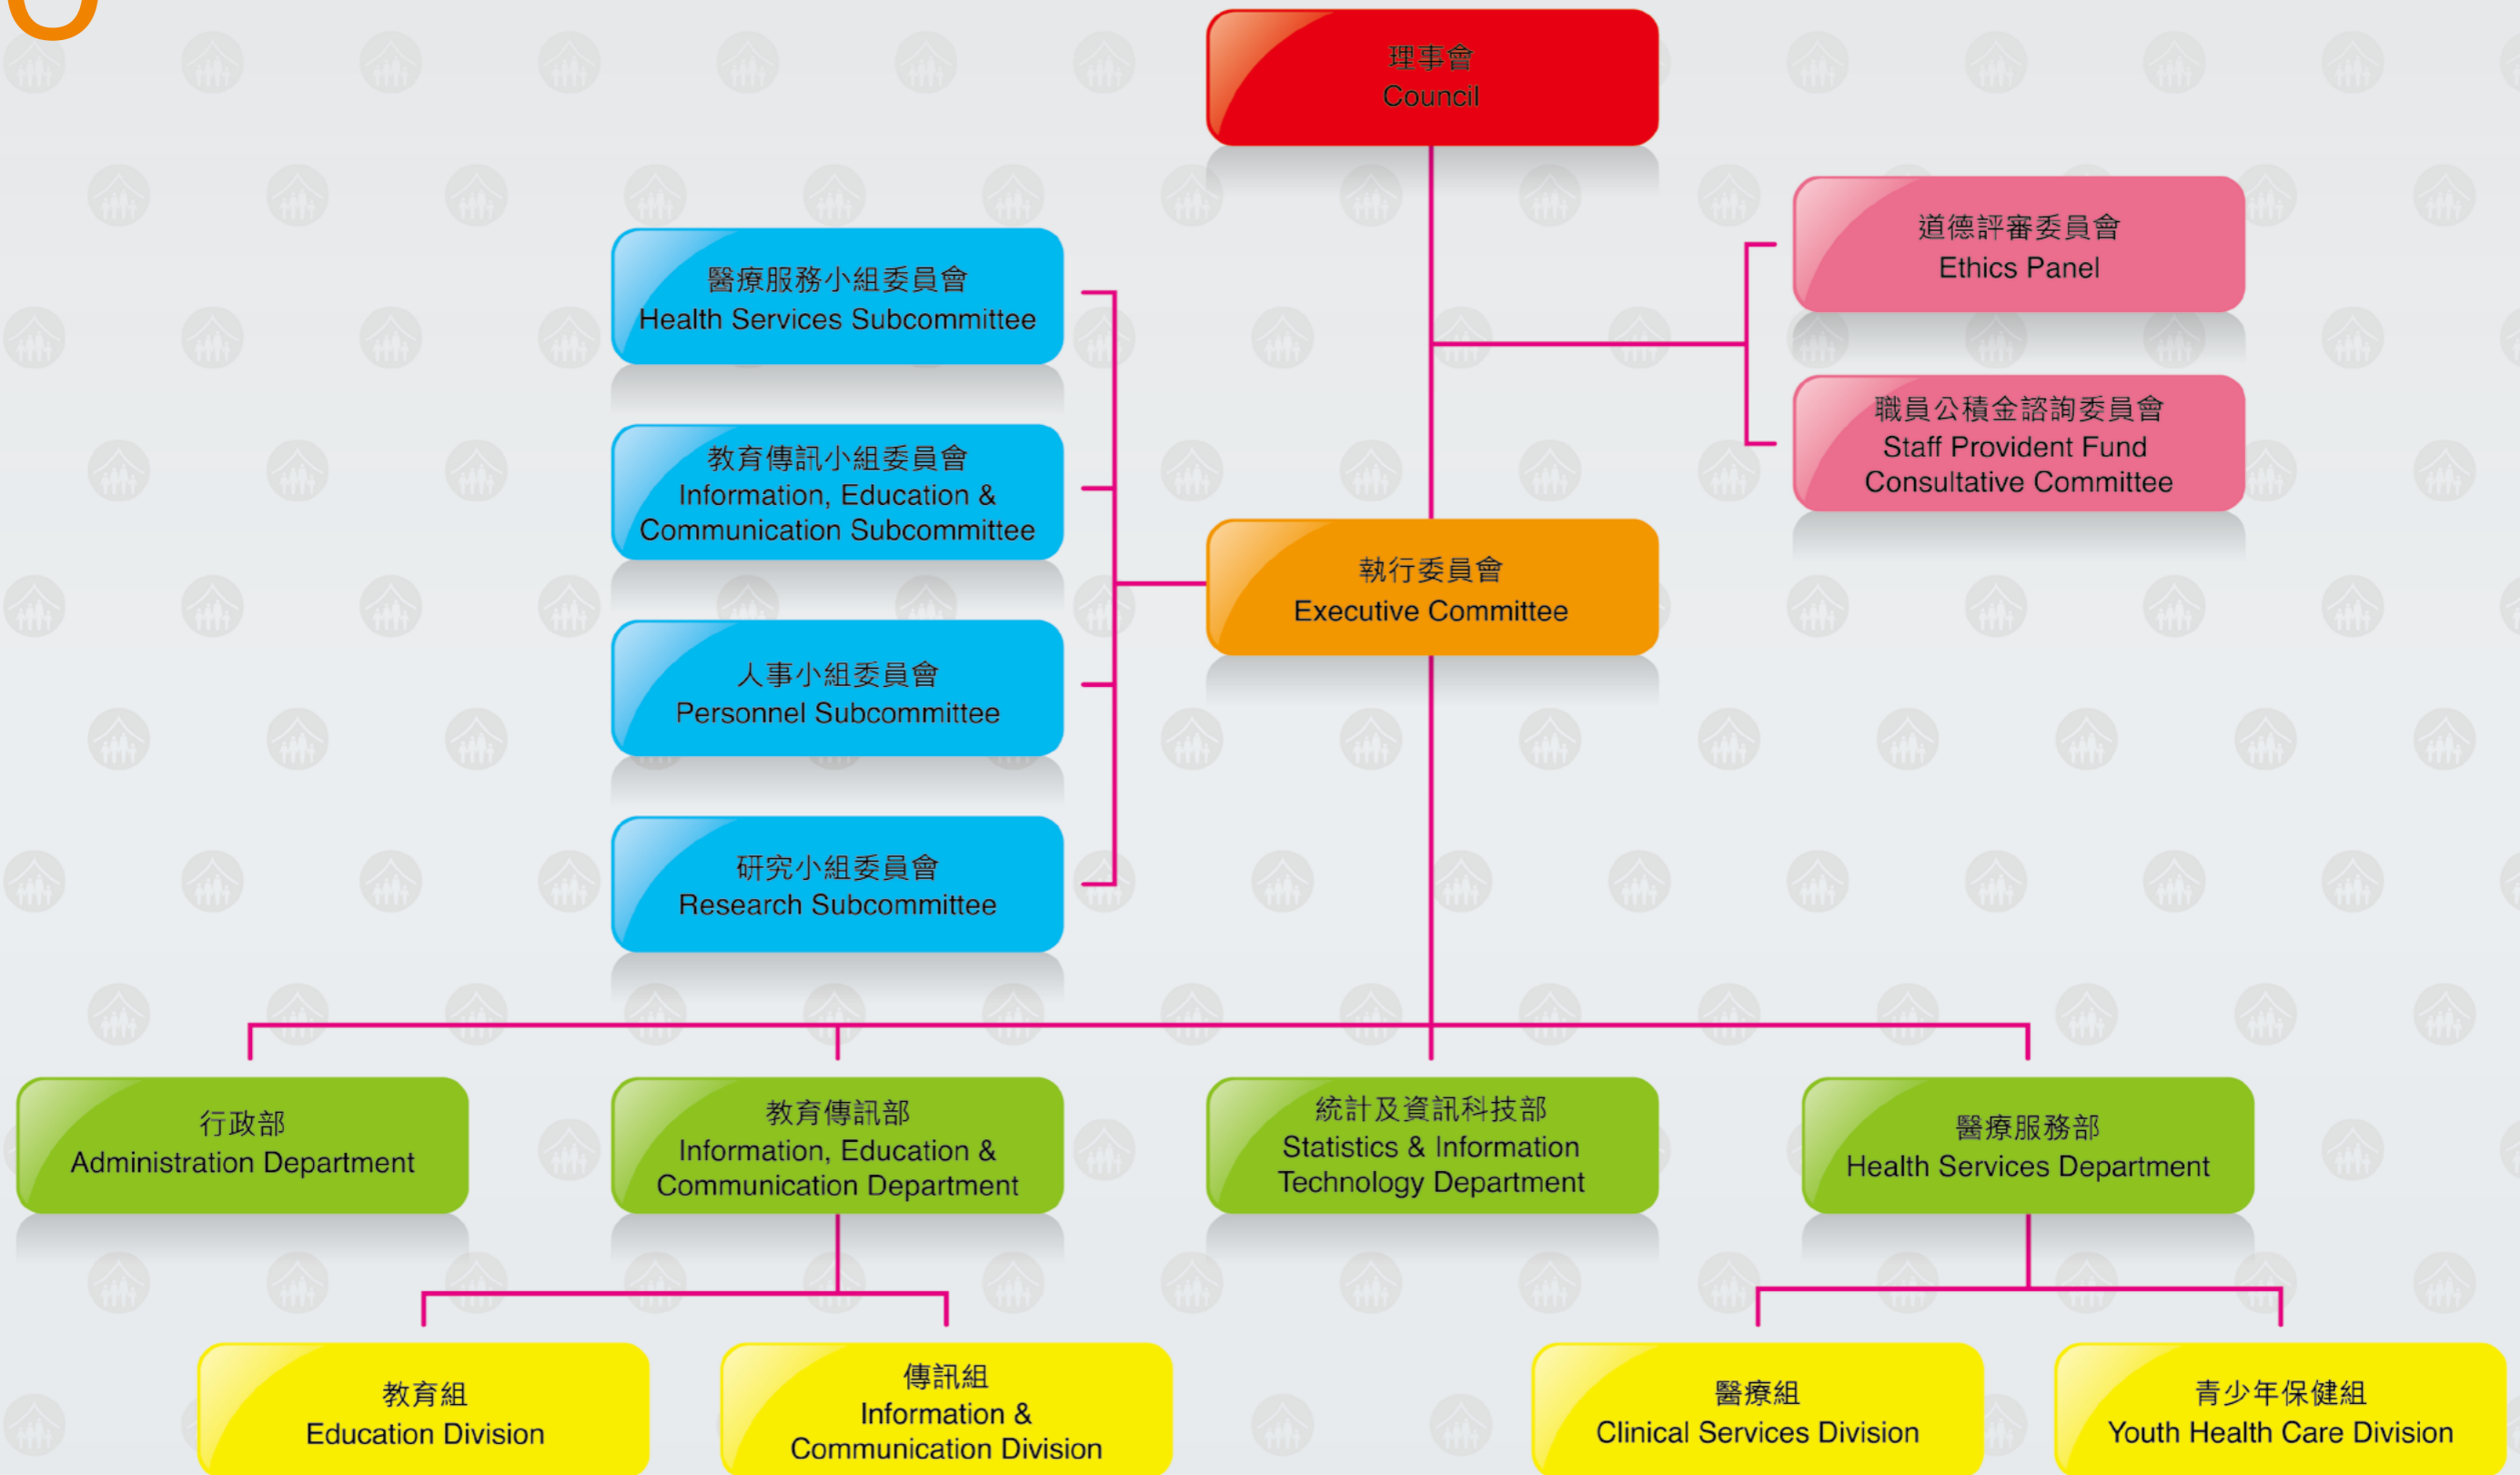 理事會
Council
道德評審委員會
Ethics Panel
職員公積金諮詢委員會
Staff Provident Fund
Consultative Committee
醫療服務小組委員會
Health Services Subcommittee
教育傳訊小組委員會
Information, Education &
Communication Subcommittee
執行委員會
Executive Committee
人事小組委員會
Personnel Subcommittee
研究小組委員會
Research Subcommittee
行政部
Administration Department
教育傳訊部
Information, Education &
Communication Department
統計及資訊科技部
Statistics & Information
Technology Department
醫療服務部
Health Services Department
教育組
Education Division
傳訊組
Information &
Communication Division
醫療組
Clinical Services Division
青少年保健組
Youth Health Care Division